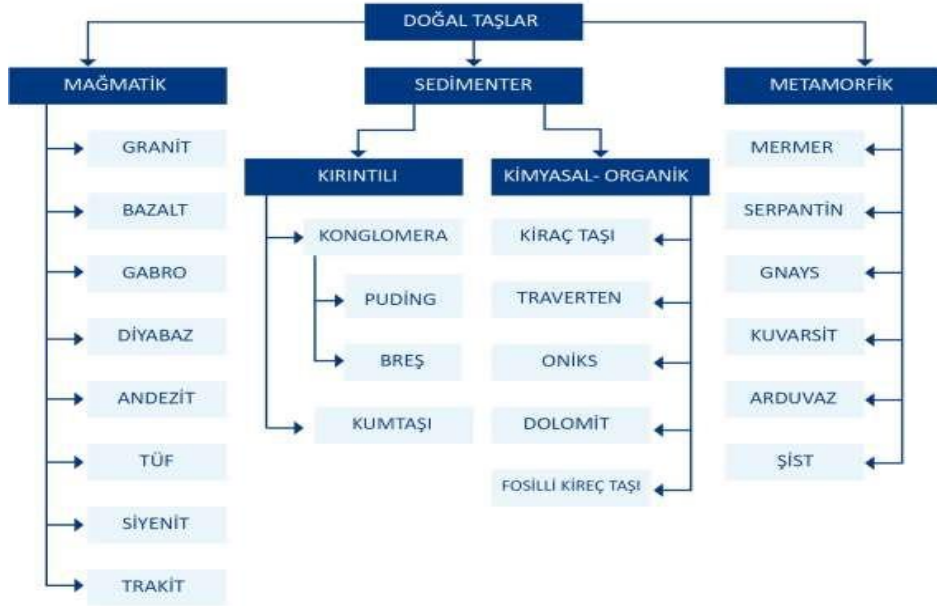 DOĞAL TAŞLAR
MAĞMATİK
SEDİMENTER
METAMORFİK
GRANİT
BAZALT
GABRO
DİYABAZ
ANDEZİT
TÜF
SİYENİT
TRAKİT
KIRINTILI
KONGLOMERA
PUDİNG
BREŞ
KUMTAŞI
KİMYASAL- ORGANİK
KİRAÇ TAŞI
TRAVERTEN
ONİKS
DOLOMİT
FOSİLLİ KİREÇ TAŞI
MERMER
SERPANTİN
GNAYS
KUVARSİT
ARDUVAZ
ŞİST